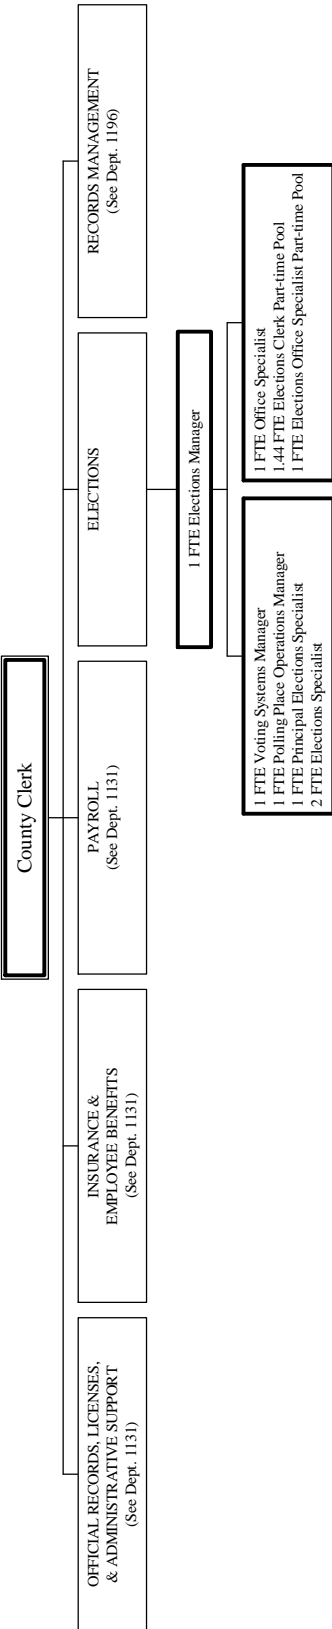 County Clerk
OFFICIAL RECORDS, LICENSES,
& ADMINISTRATIVE SUPPORT
(See Dept. 1131)
INSURANCE &
EMPLOYEE BENEFITS
(See Dept. 1131)
PAYROLL
(See Dept. 1131)
ELECTIONS
RECORDS MANAGEMENT
(See Dept. 1196)
1 FTE Elections Manager
1 FTE Voting Systems Manager
1 FTE Polling Place Operations Manager
1 FTE Principal Elections Specialist
2 FTE Elections Specialist
1 FTE Office Specialist
1.44 FTE Elections Clerk Part-time Pool
1 FTE Elections Office Specialist Part-time Pool